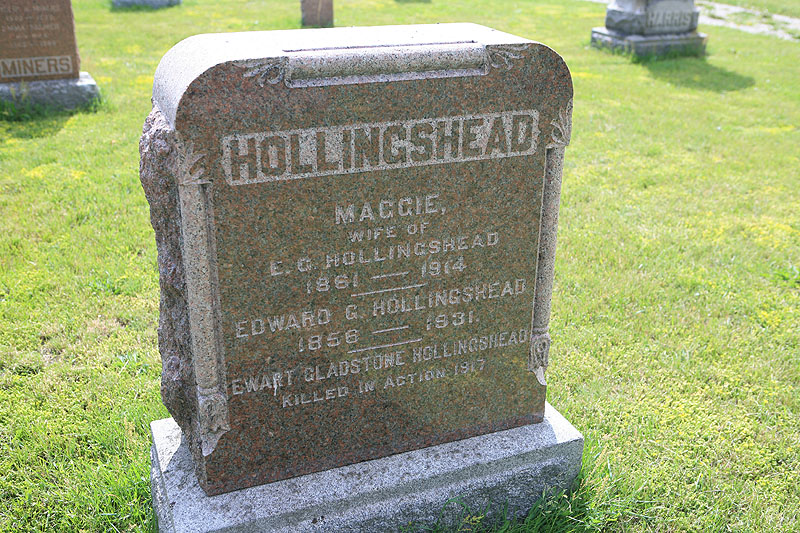 MINERS
HARRIS
HOLLINGSHEAD
MAGGIE,
WIFE OF
E. G. HOLLINGSHEAD
1861 — 1914
EDWARD G. HOLLINGSHEAD
1858 — 1931
EWART GLADSTONE HOLLINGSHEAD
KILLED IN ACTION 1917